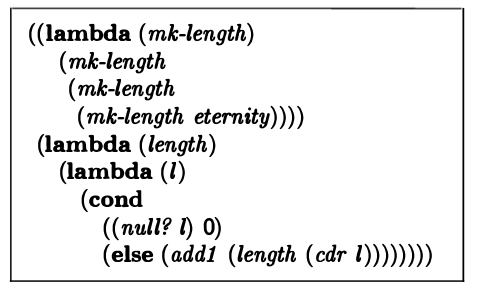 ((lambda (mk-length)
(mk-length
(mk-length
(mk-length eternity))))
(lambda (length)
(lambda (l)
(cond
((null? l) 0)
(else (add1 (length (cdr l))))))))